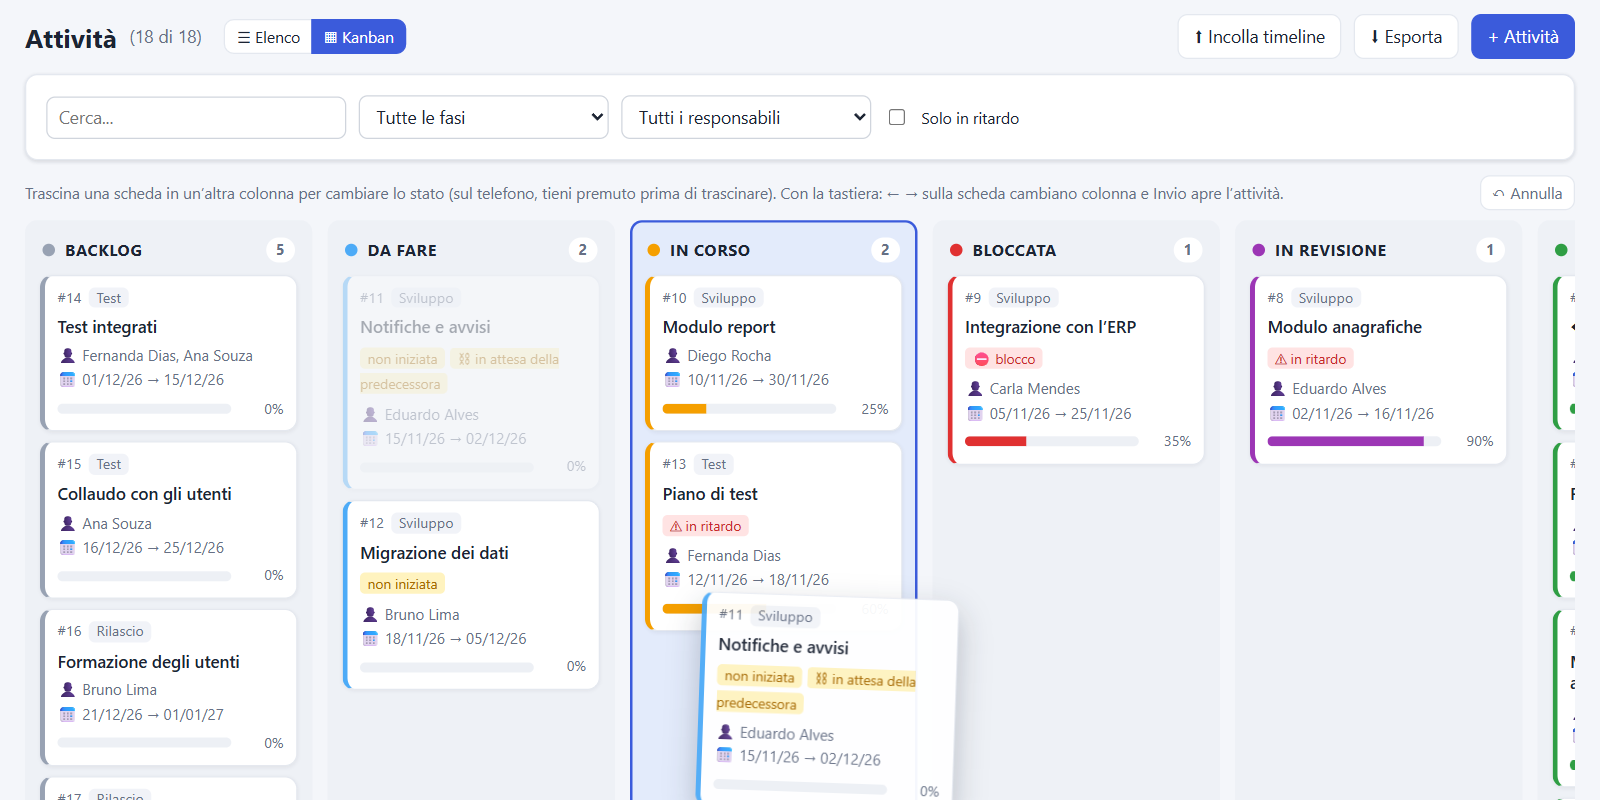 Attività (18 di 18) ☰ Elenco ▦ Kanban ⭱ Incolla timeline ⭳ Esporta + Attività
Cerca... Tutte le fasi Tutti i responsabili Solo in ritardo
Trascina una scheda in un'altra colonna per cambiare lo stato (sul telefono, tieni premuto prima di trascinare). Con la tastiera: ← → sulla scheda cambiano colonna e Invio apre l'attività. ↶ Annulla
BACKLOG 5
#14 Test
Test integrati
Fernanda Dias, Ana Souza
01/12/26 → 15/12/26
0%
#15 Test
Collaudo con gli utenti
Ana Souza
16/12/26 → 25/12/26
0%
#16 Rilascio
Formazione degli utenti
Bruno Lima
21/12/26 → 01/01/27
0%
#17 Rilascio
DA FARE 2
#11 Sviluppo
Notifiche e avvisi
non iniziata ⛓ in attesa della
predecessora
Eduardo Alves
15/11/26 → 02/12/26
0%
#12 Sviluppo
Migrazione dei dati
non iniziata
Bruno Lima
18/11/26 → 05/12/26
0%
IN CORSO 2
#10 Sviluppo
Modulo report
Diego Rocha
10/11/26 → 30/11/26
25%
#13 Test
Piano di test
⚠ in ritardo
Fernanda Dias
12/11/26 → 18/11/26
60%
#11 Sviluppo
Notifiche e avvisi
non iniziata ⛓ in attesa della
predecessora
Eduardo Alves
15/11/26 → 02/12/26
0%
BLOCCATA 1
#9 Sviluppo
Integrazione con l'ERP
⛔ blocco
Carla Mendes
05/11/26 → 25/11/26
35%
IN REVISIONE 1
#8 Sviluppo
Modulo anagrafiche
⚠ in ritardo
Eduardo Alves
02/11/26 → 16/11/26
90%